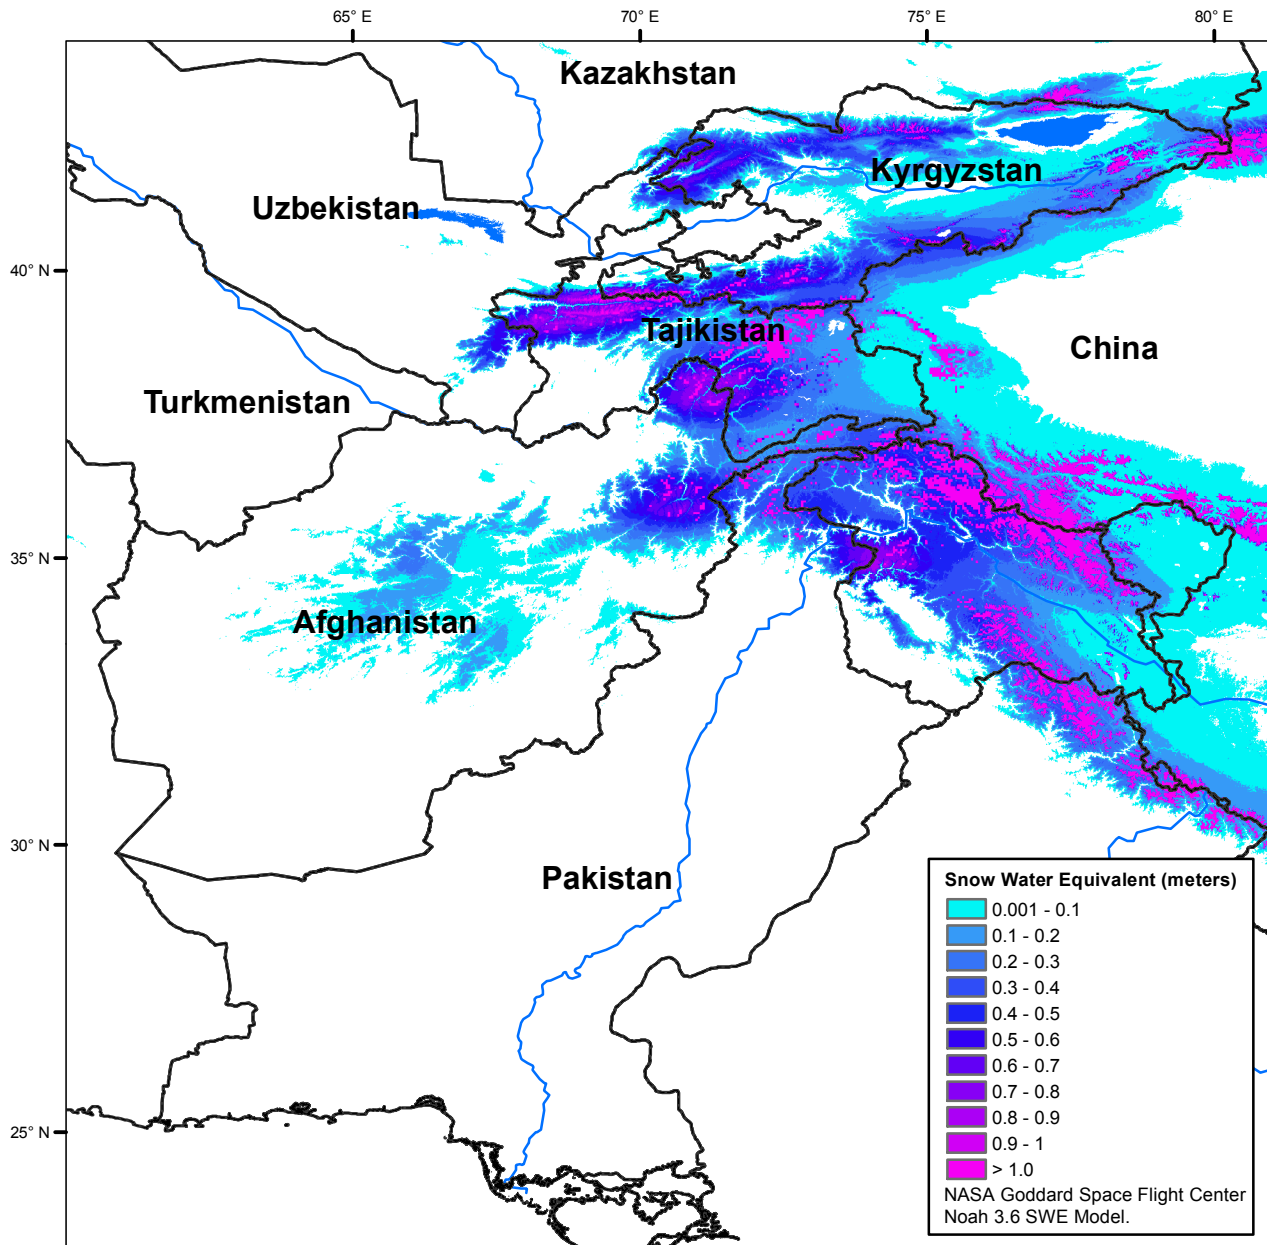 65° E
70° E
75° E
80° E
Kazakhstan
Kyrgyzstan
Uzbekistan
40° N
Tajikistan
China
Turkmenistan
35° N
Afghanistan
30° N
Pakistan
Snow Water Equivalent (meters)
0.001 - 0.1
0.1 - 0.2
0.2 - 0.3
0.3 - 0.4
0.4 - 0.5
0.5 - 0.6
0.6 - 0.7
0.7 - 0.8
0.8 - 0.9
0.9 - 1
> 1.0
NASA Goddard Space Flight Center
Noah 3.6 SWE Model.
25° N